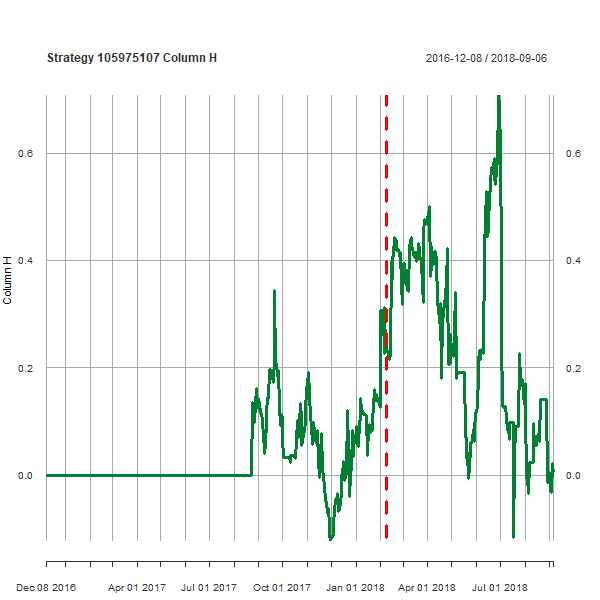 Strategy 105975107 Column H
2016-12-08 / 2018-09-06
0.6
0.6
0.4
0.4
0.2
0.2
0.0
0.0
Column H
Dec 08 2016
Apr 01 2017
Jul 01 2017
Oct 01 2017
Jan 01 2018
Apr 01 2018
Jul 01 2018